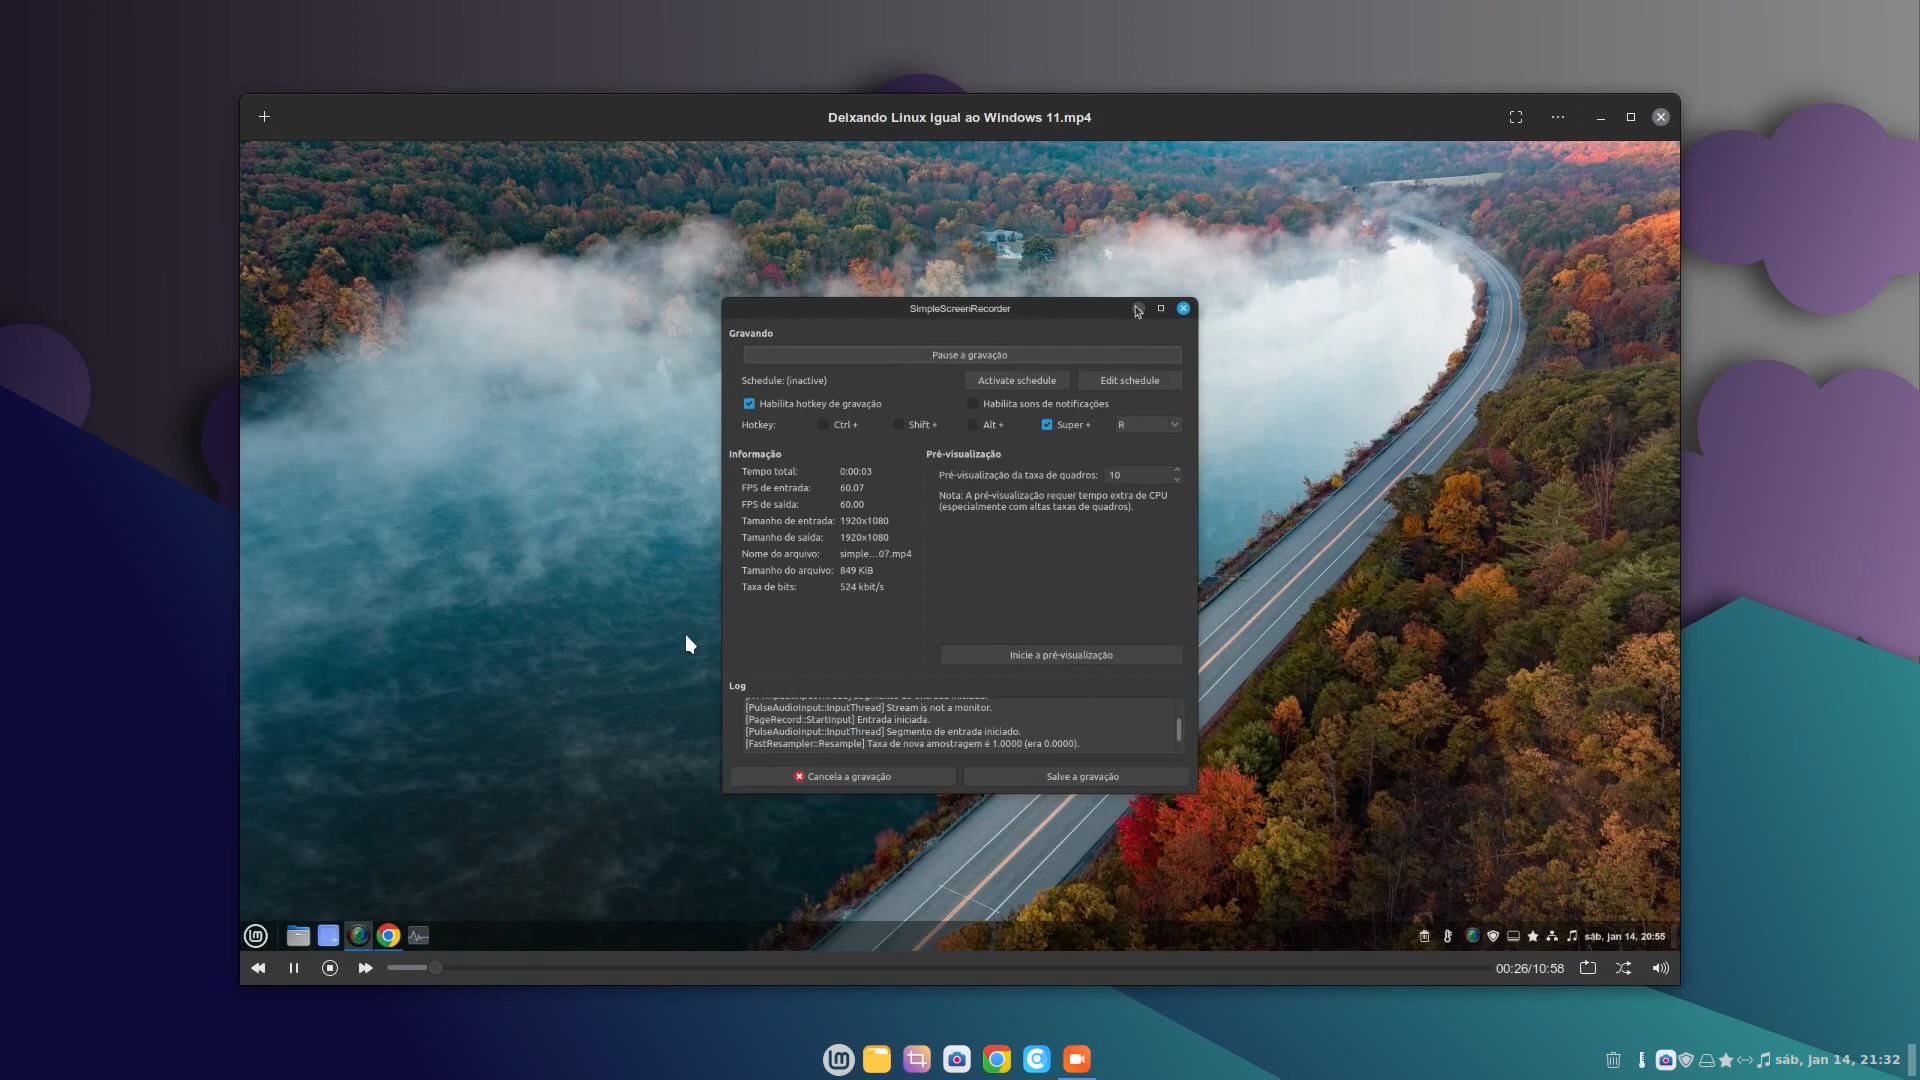 Deixando Linux igual ao Windows 11.mp4
SimpleScreenRecorder
Gravando
Pause a gravação
Schedule: (inactive)
Activate schedule
Edit schedule
Habilita hotkey de gravação
Habilita sons de notificações
Hotkey:
Ctrl +
Shift +
Alt +
Super +
R
Informação
Tempo total: 0:00:03
FPS de entrada: 60.07
FPS de saída: 60.00
Tamanho de entrada: 1920x1080
Tamanho de saída: 1920x1080
Nome do arquivo: simple...07.mp4
Tamanho do arquivo: 849 KiB
Taxa de bits: 524 kbit/s
Pré-visualização
Pré-visualização da taxa de quadros: 10
Nota: A pré-visualização requer tempo extra de CPU
(especialmente com altas taxas de quadros).
Inicie a pré-visualização
Log
[PulseAudioInput::InputThread] Stream is not a monitor.
[PageRecord::StartInput] Entrada iniciada.
[PulseAudioInput::InputThread] Segmento de entrada iniciado.
[FastResampler::Resample] Taxa de nova amostragem é 1.0000 (era 0.0000).
Cancela a gravação
Salve a gravação
sáb, jan 14, 20:55
00:26/10:58
sáb, jan 14, 21:32